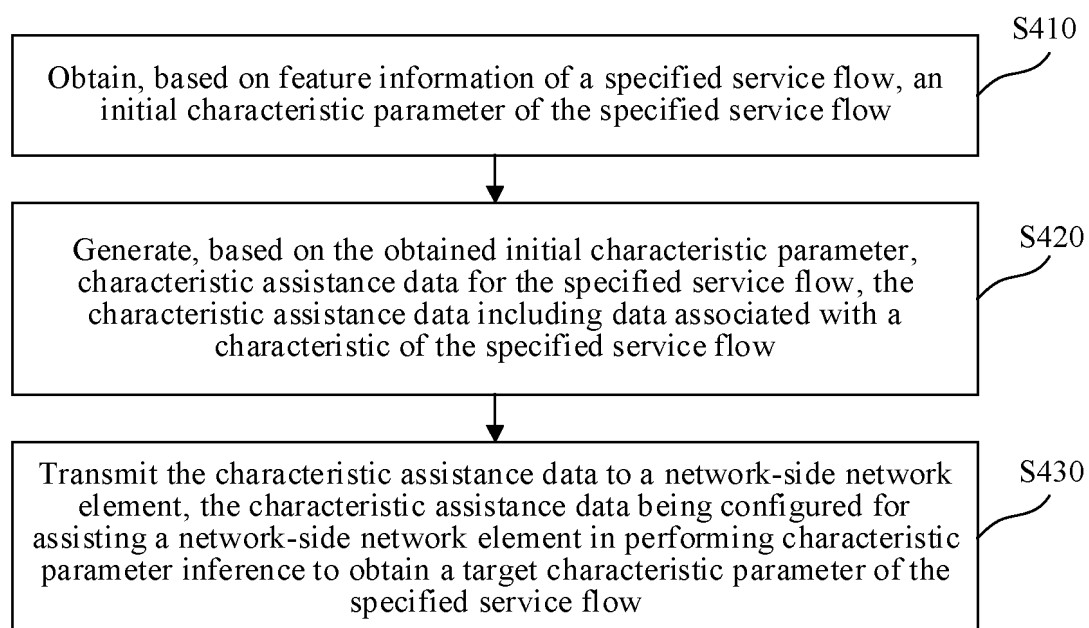 S410
Obtain, based on feature information of a specified service flow, an
initial characteristic parameter of the specified service flow
S420
Generate, based on the obtained initial characteristic parameter,
characteristic assistance data for the specified service flow, the
characteristic assistance data including data associated with a
characteristic of the specified service flow
S430
Transmit the characteristic assistance data to a network-side network
element, the characteristic assistance data being configured for
assisting a network-side network element in performing characteristic
parameter inference to obtain a target characteristic parameter of the
specified service flow